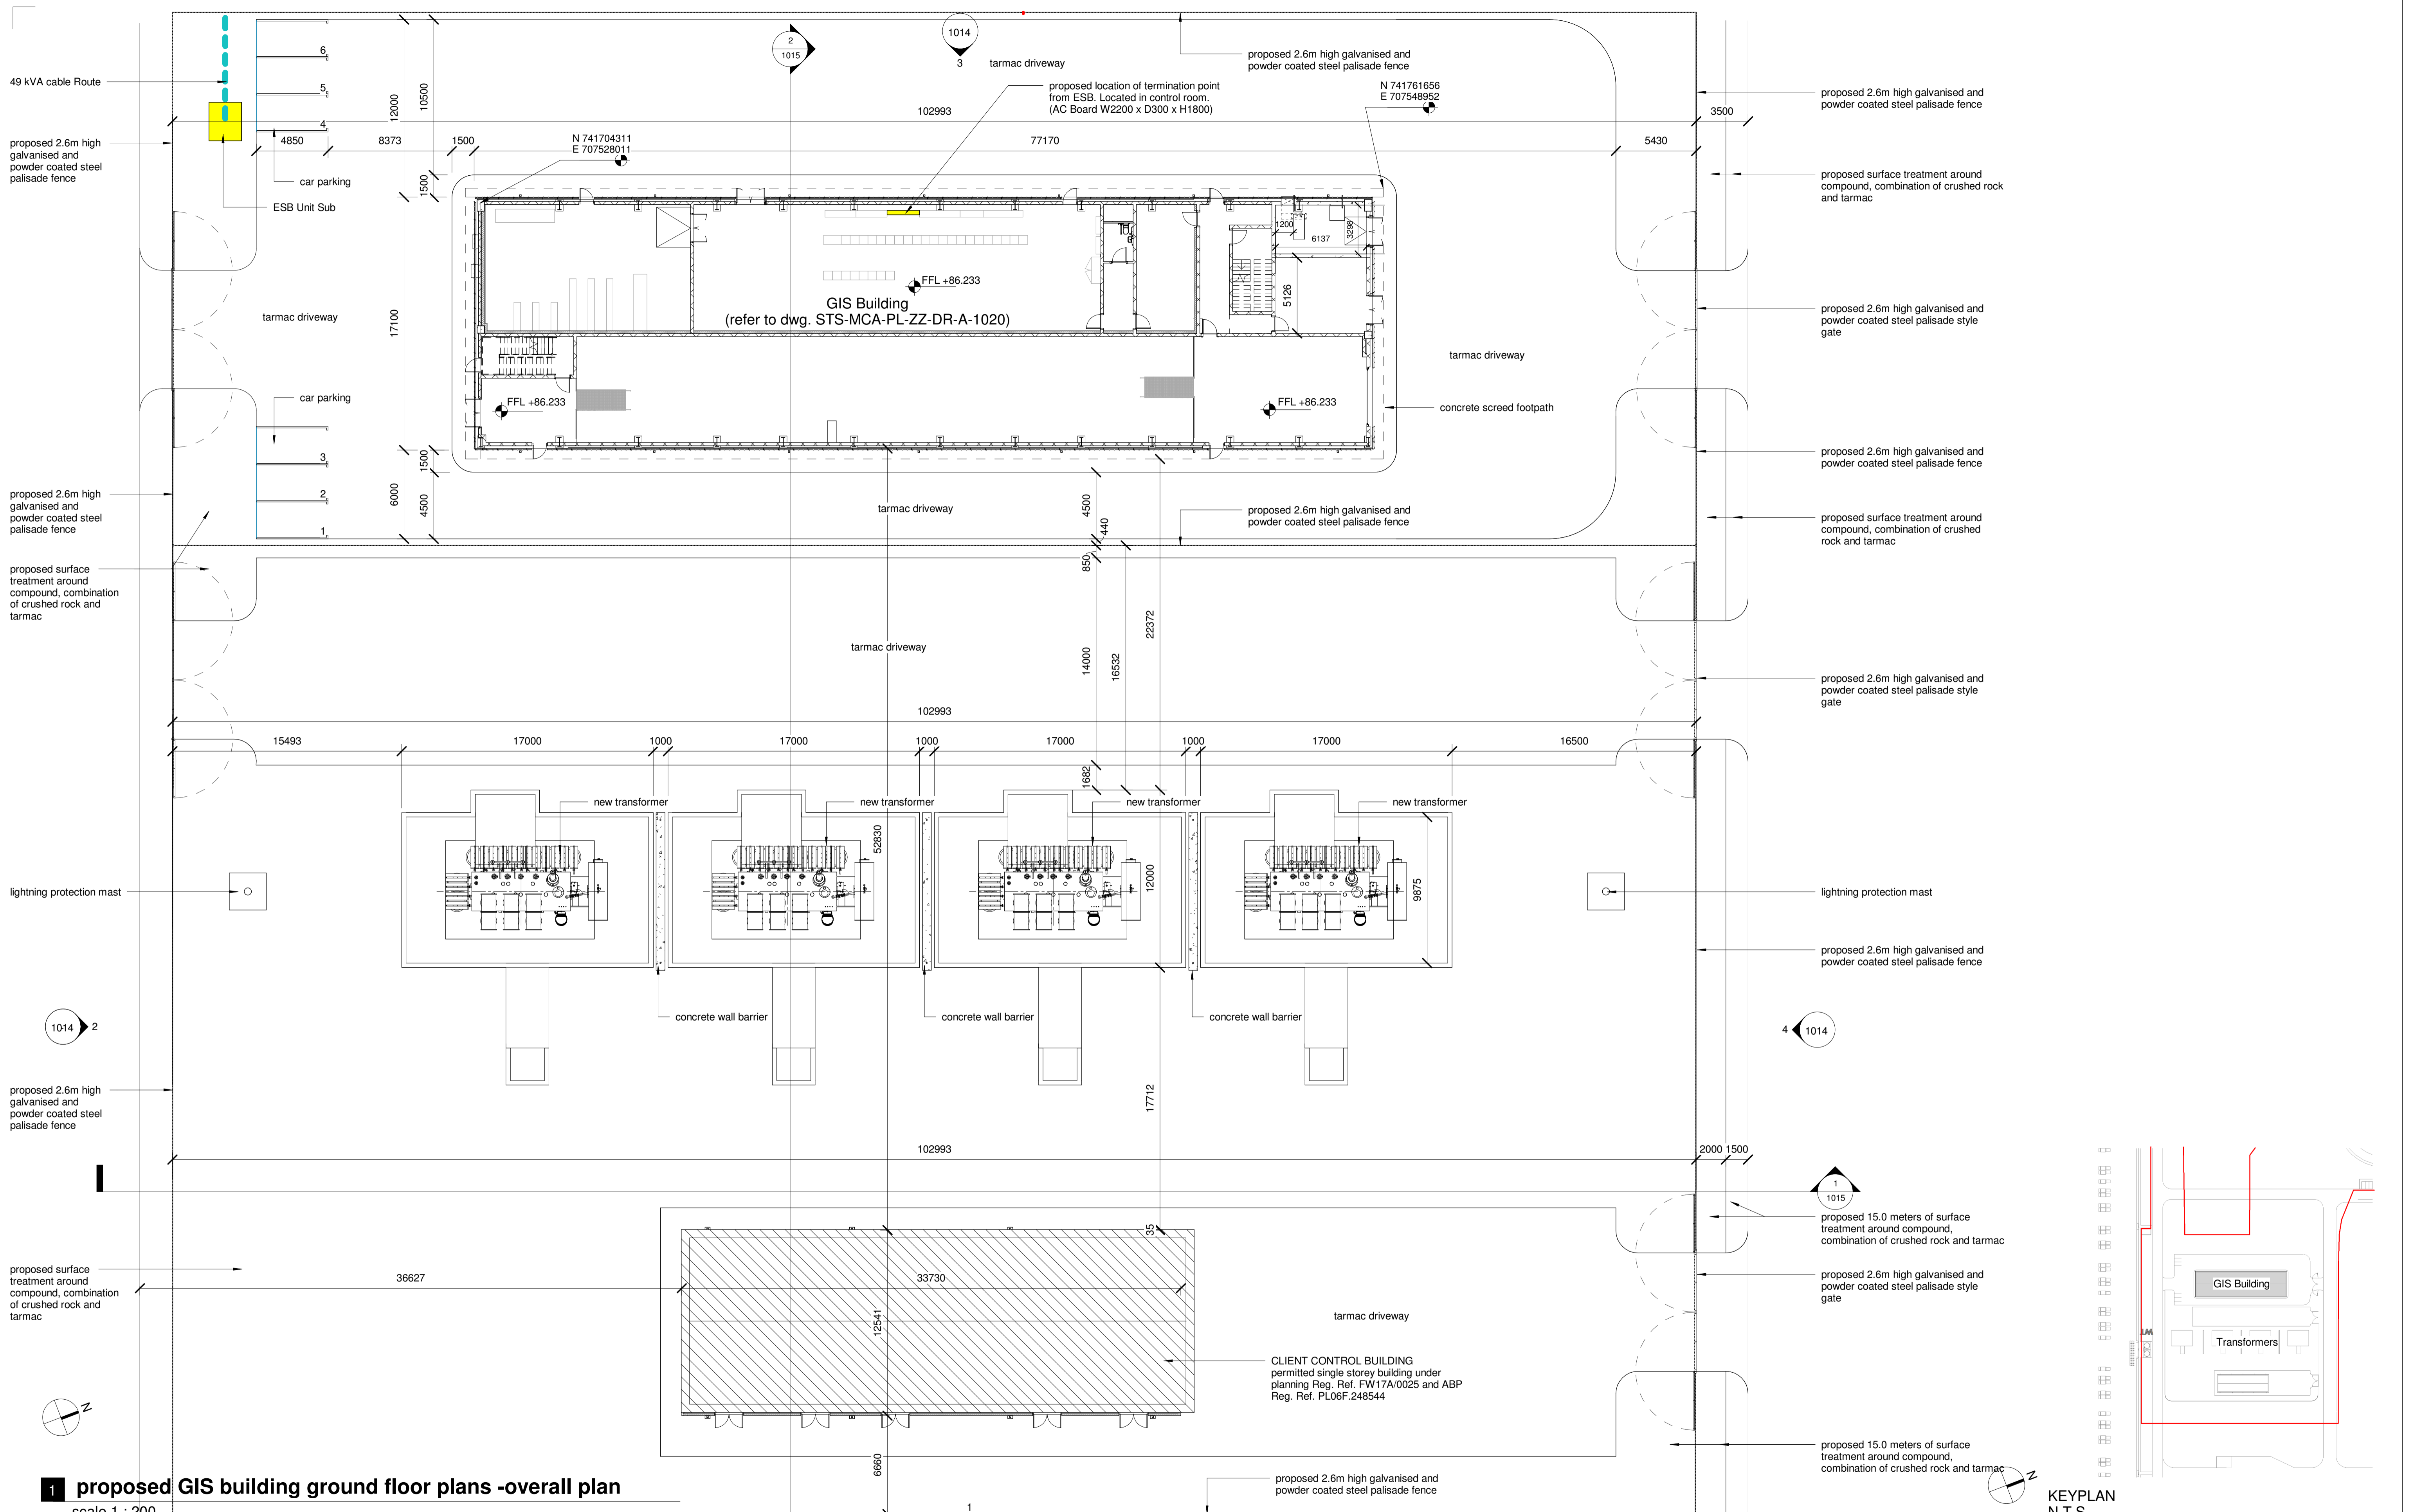 2
1015
1014
3
tarmac driveway
proposed 2.6m high galvanised and
powder coated steel palisade fence
6
5
4
49 kVA cable Route
12000
10500
proposed location of termination point
from ESB. Located in control room.
(AC Board W2200 x D300 x H1800)
N 741761656
E 707548952
proposed 2.6m high galvanised and
powder coated steel palisade fence
102993
3500
proposed 2.6m high
galvanised and
powder coated steel
palisade fence
4850
8373
1500
N 741704311
E 707528011
77170
5430
car parking
ESB Unit Sub
1500
proposed surface treatment around
compound, combination of crushed rock
and tarmac
1200
6137
3298
5126
FFL +86.233
GIS Building
(refer to dwg. STS-MCA-PL-ZZ-DR-A-1020)
tarmac driveway
17100
proposed 2.6m high galvanised and
powder coated steel palisade style
gate
tarmac driveway
car parking
FFL +86.233
FFL +86.233
concrete screed footpath
3
2
1
1500
6000
4500
proposed 2.6m high galvanised and
powder coated steel palisade fence
proposed 2.6m high
galvanised and
powder coated steel
palisade fence
tarmac driveway
4500
440
850
proposed 2.6m high galvanised and
powder coated steel palisade fence
proposed surface treatment around
compound, combination of crushed
rock and tarmac
proposed surface
treatment around
compound, combination
of crushed rock and
tarmac
tarmac driveway
14000
16532
22372
proposed 2.6m high galvanised and
powder coated steel palisade style
gate
102993
15493
17000
1000
17000
1000
17000
1000
17000
16500
1682
new transformer
new transformer
new transformer
new transformer
52830
12000
9875
lightning protection mast
lightning protection mast
proposed 2.6m high galvanised and
powder coated steel palisade fence
concrete wall barrier
concrete wall barrier
concrete wall barrier
1014
2
4
1014
proposed 2.6m high
galvanised and
powder coated steel
palisade fence
17712
102993
2000
1500
1
1015
proposed 15.0 meters of surface
treatment around compound,
combination of crushed rock and tarmac
35
proposed surface
treatment around
compound, combination
of crushed rock and
tarmac
36627
33730
12541
tarmac driveway
proposed 2.6m high galvanised and
powder coated steel palisade style
gate
CLIENT CONTROL BUILDING
permitted single storey building under
planning Reg. Ref. FW17A/0025 and ABP
Reg. Ref. PL06F.248544
GIS Building
Transformers
N
6660
proposed 15.0 meters of surface
treatment around compound,
combination of crushed rock and tarmac
proposed 2.6m high galvanised and
powder coated steel palisade fence
1
1 proposed GIS building ground floor plans -overall plan
scale 1 : 200
N
KEYPLAN
N.T.S